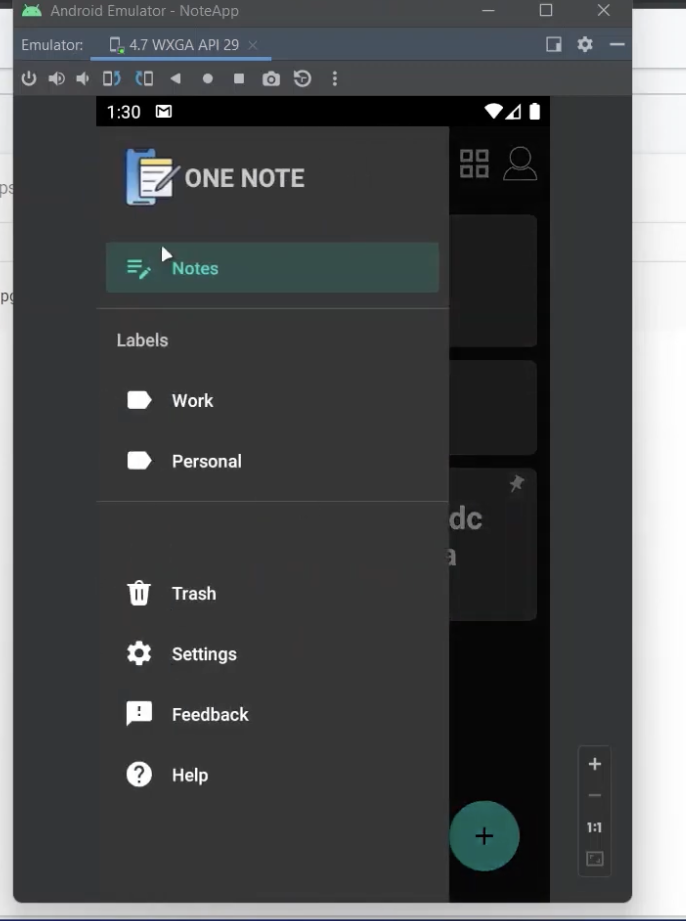 Android Emulator - NoteApp
Emulator: 4.7 WXGA API 29
1:30
ONE NOTE
Notes
Labels
Work
Personal
dc
a
Trash
Settings
Feedback
Help
+
1:1